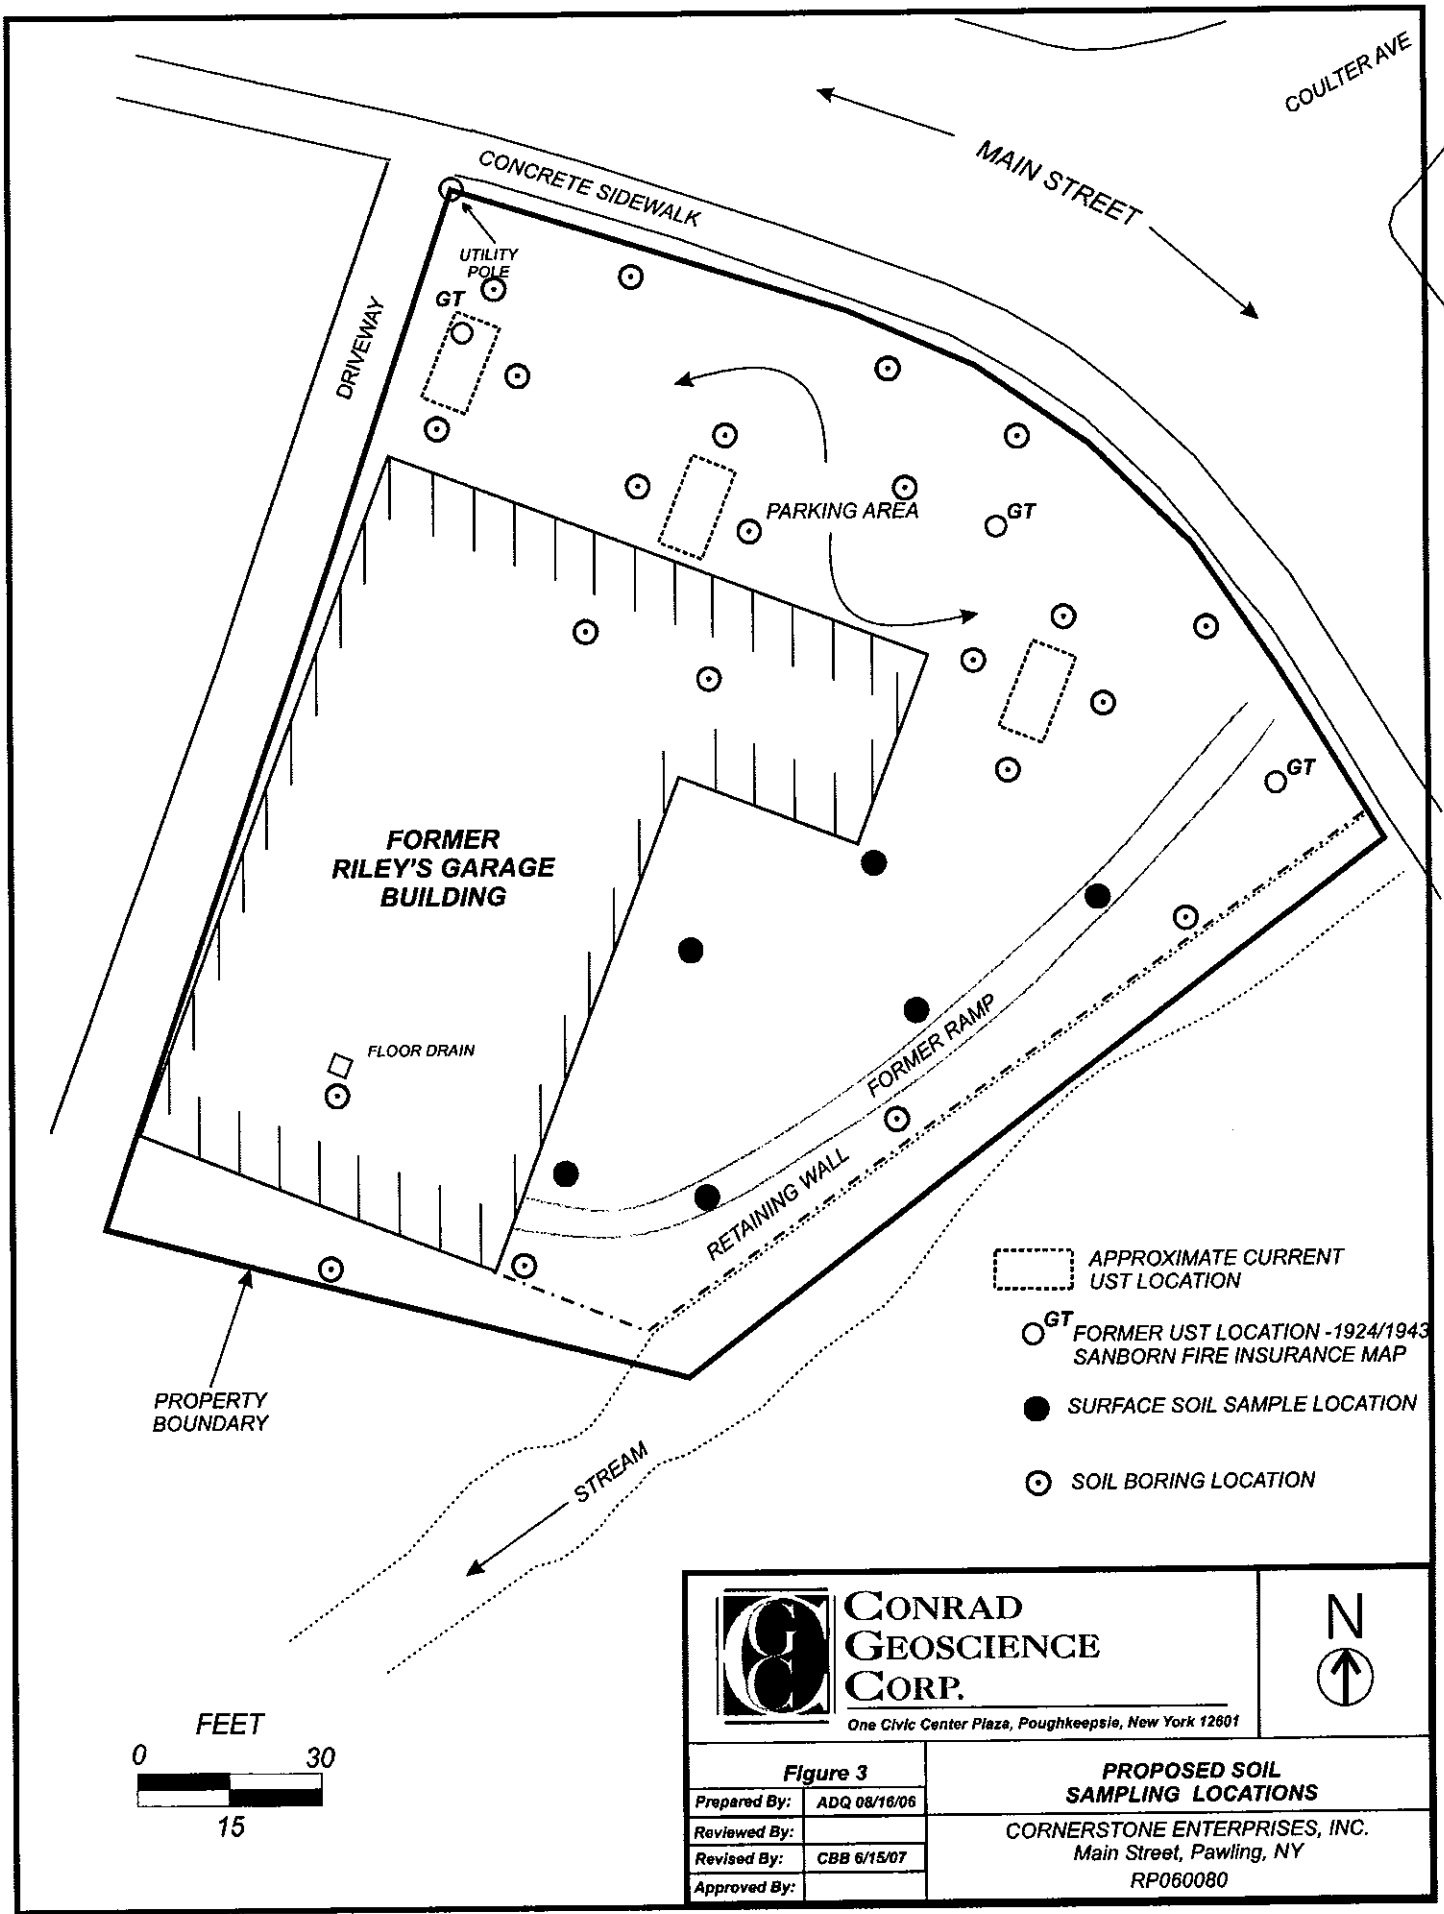 COULTER AVE
MAIN STREET
CONCRETE SIDEWALK
UTILITY
POLE
GT
DRIVEWAY
PARKING AREA
GT
GT
FORMER
RILEY'S GARAGE
BUILDING
FLOOR DRAIN
FORMER RAMP
RETAINING WALL
PROPERTY
BOUNDARY
STREAM
APPROXIMATE CURRENT
UST LOCATION
GT
FORMER UST LOCATION -1924/1943
SANBORN FIRE INSURANCE MAP
SURFACE SOIL SAMPLE LOCATION
SOIL BORING LOCATION
FEET
0 30
15
GC
CONRAD
GEOSCIENCE
CORP.
One Civic Center Plaza, Poughkeepsie, New York 12601
N
Figure 3
Prepared By: ADQ 08/16/06
Reviewed By:
Revised By: CBB 6/15/07
Approved By:
PROPOSED SOIL
SAMPLING LOCATIONS
CORNERSTONE ENTERPRISES, INC.
Main Street, Pawling, NY
RP060080